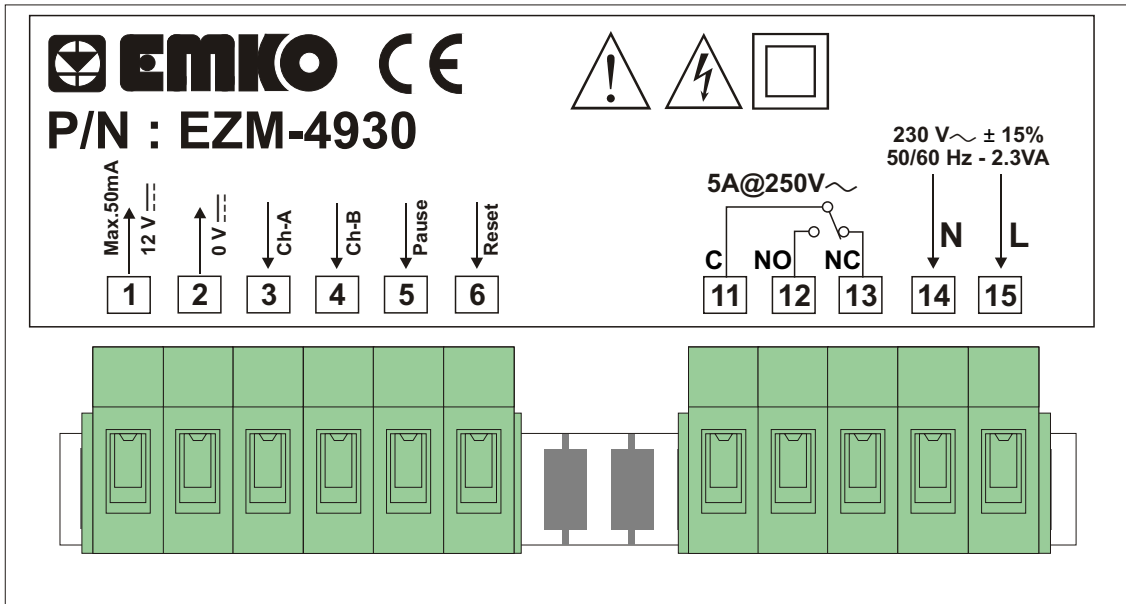 EMKO CE
P/N : EZM-4930
230 V~ ± 15%
50/60 Hz - 2.3VA
5A@250V~
Max.50mA
12 V ⎓
0 V ⎓
Ch-A
Ch-B
Pause
Reset
C NO NC N L
1 2 3 4 5 6 11 12 13 14 15